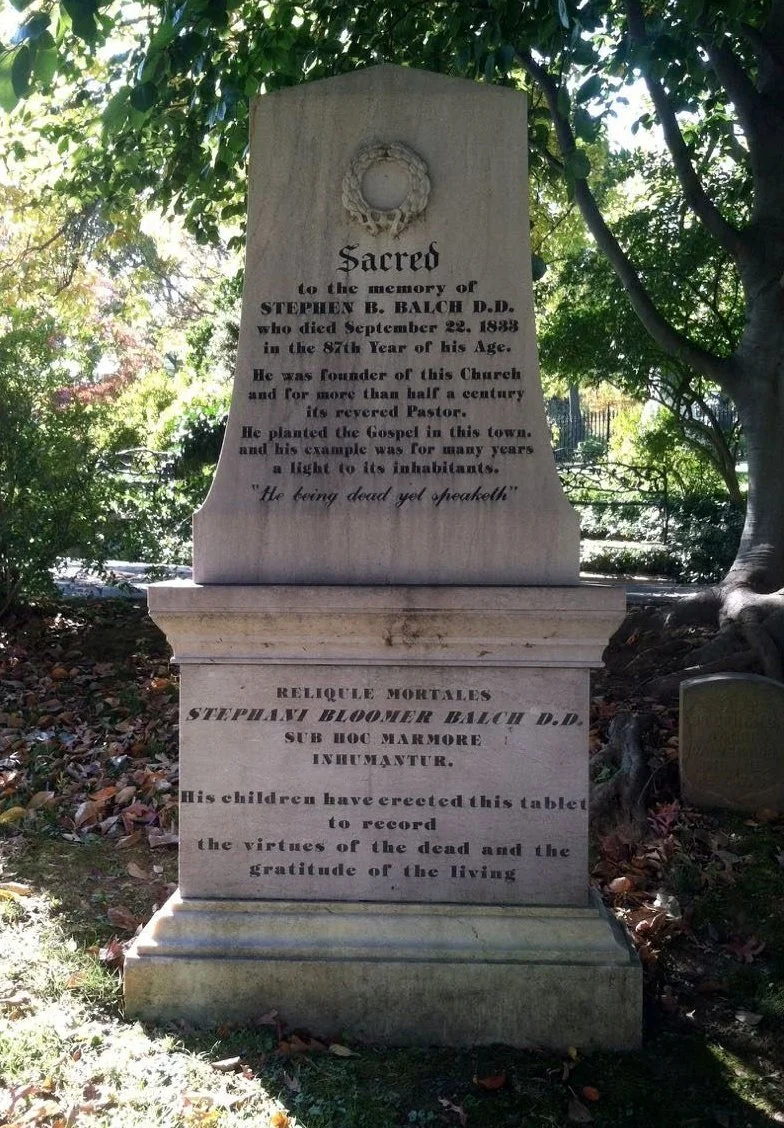 Sacred
to the memory of
STEPHEN B. BALCH D.D.
who died September 22, 1833
in the 87th Year of his Age.
He was founder of this Church
and for more than half a century
its revered Pastor.
He planted the Gospel in this town.
and his example was for many years
a light to its inhabitants.
"He being dead yet speaketh"
RELIQULE MORTALES
STEPHANI BLOOMER BALCH D.D.
SUB HOC MARMORE
INHUMANTUR.
His children have erected this tablet
to record
the virtues of the dead and the
gratitude of the living